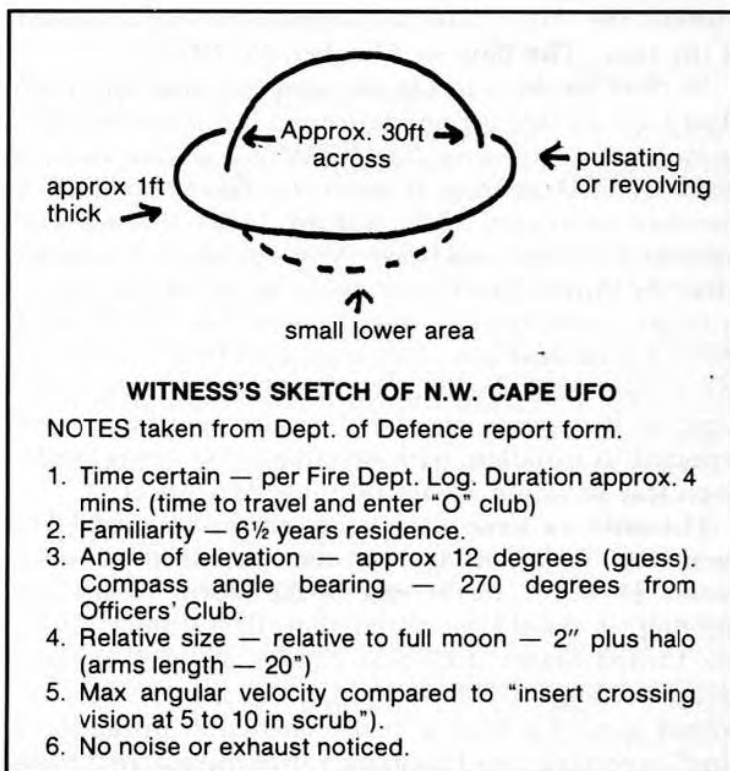 Approx. 30ft
across
pulsating
or revolving
approx 1ft
thick
small lower area
WITNESS'S SKETCH OF N.W. CAPE UFO
NOTES taken from Dept. of Defence report form.
1. Time certain — per Fire Dept. Log. Duration approx. 4
mins. (time to travel and enter "O" club)
2. Familiarity — 6½ years residence.
3. Angle of elevation — approx 12 degrees (guess).
Compass angle bearing — 270 degrees from
Officers' Club.
4. Relative size — relative to full moon — 2" plus halo
(arms length — 20")
5. Max angular velocity compared to "insert crossing
vision at 5 to 10 in scrub").
6. No noise or exhaust noticed.